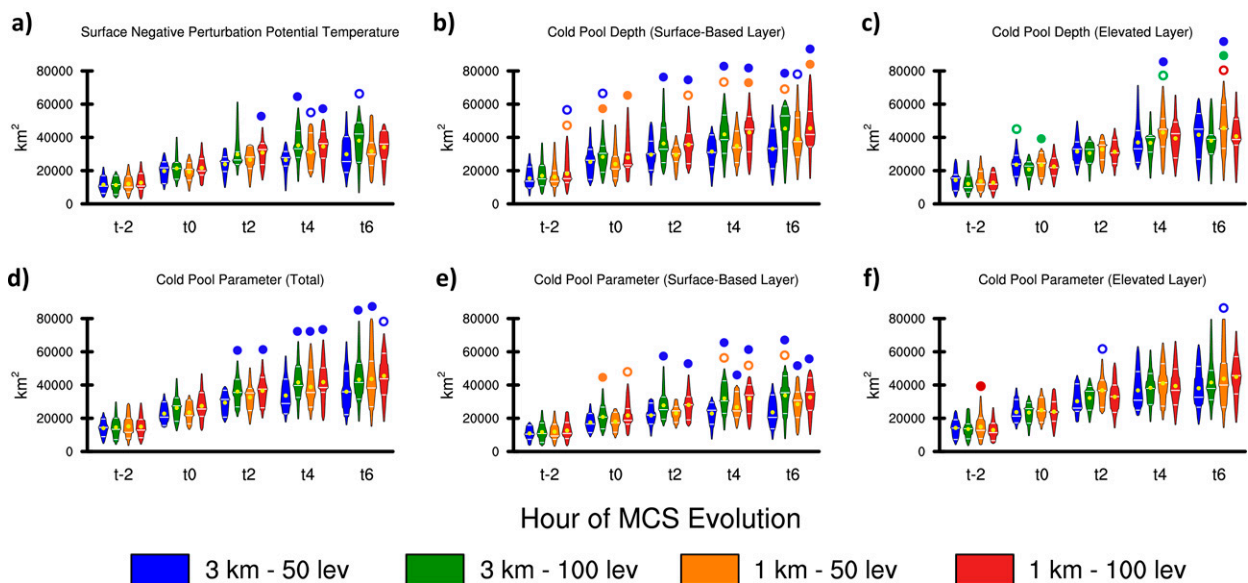 a) Surface Negative Perturbation Potential Temperature
80000
60000
40000
20000
0
km²
t-2 t0 t2 t4 t6
b) Cold Pool Depth (Surface-Based Layer)
80000
60000
40000
20000
0
km²
t-2 t0 t2 t4 t6
c) Cold Pool Depth (Elevated Layer)
80000
60000
40000
20000
0
km²
t-2 t0 t2 t4 t6
d) Cold Pool Parameter (Total)
80000
60000
40000
20000
0
km²
t-2 t0 t2 t4 t6
e) Cold Pool Parameter (Surface-Based Layer)
80000
60000
40000
20000
0
km²
t-2 t0 t2 t4 t6
f) Cold Pool Parameter (Elevated Layer)
80000
60000
40000
20000
0
km²
t-2 t0 t2 t4 t6
Hour of MCS Evolution
3 km - 50 lev 3 km - 100 lev 1 km - 50 lev 1 km - 100 lev